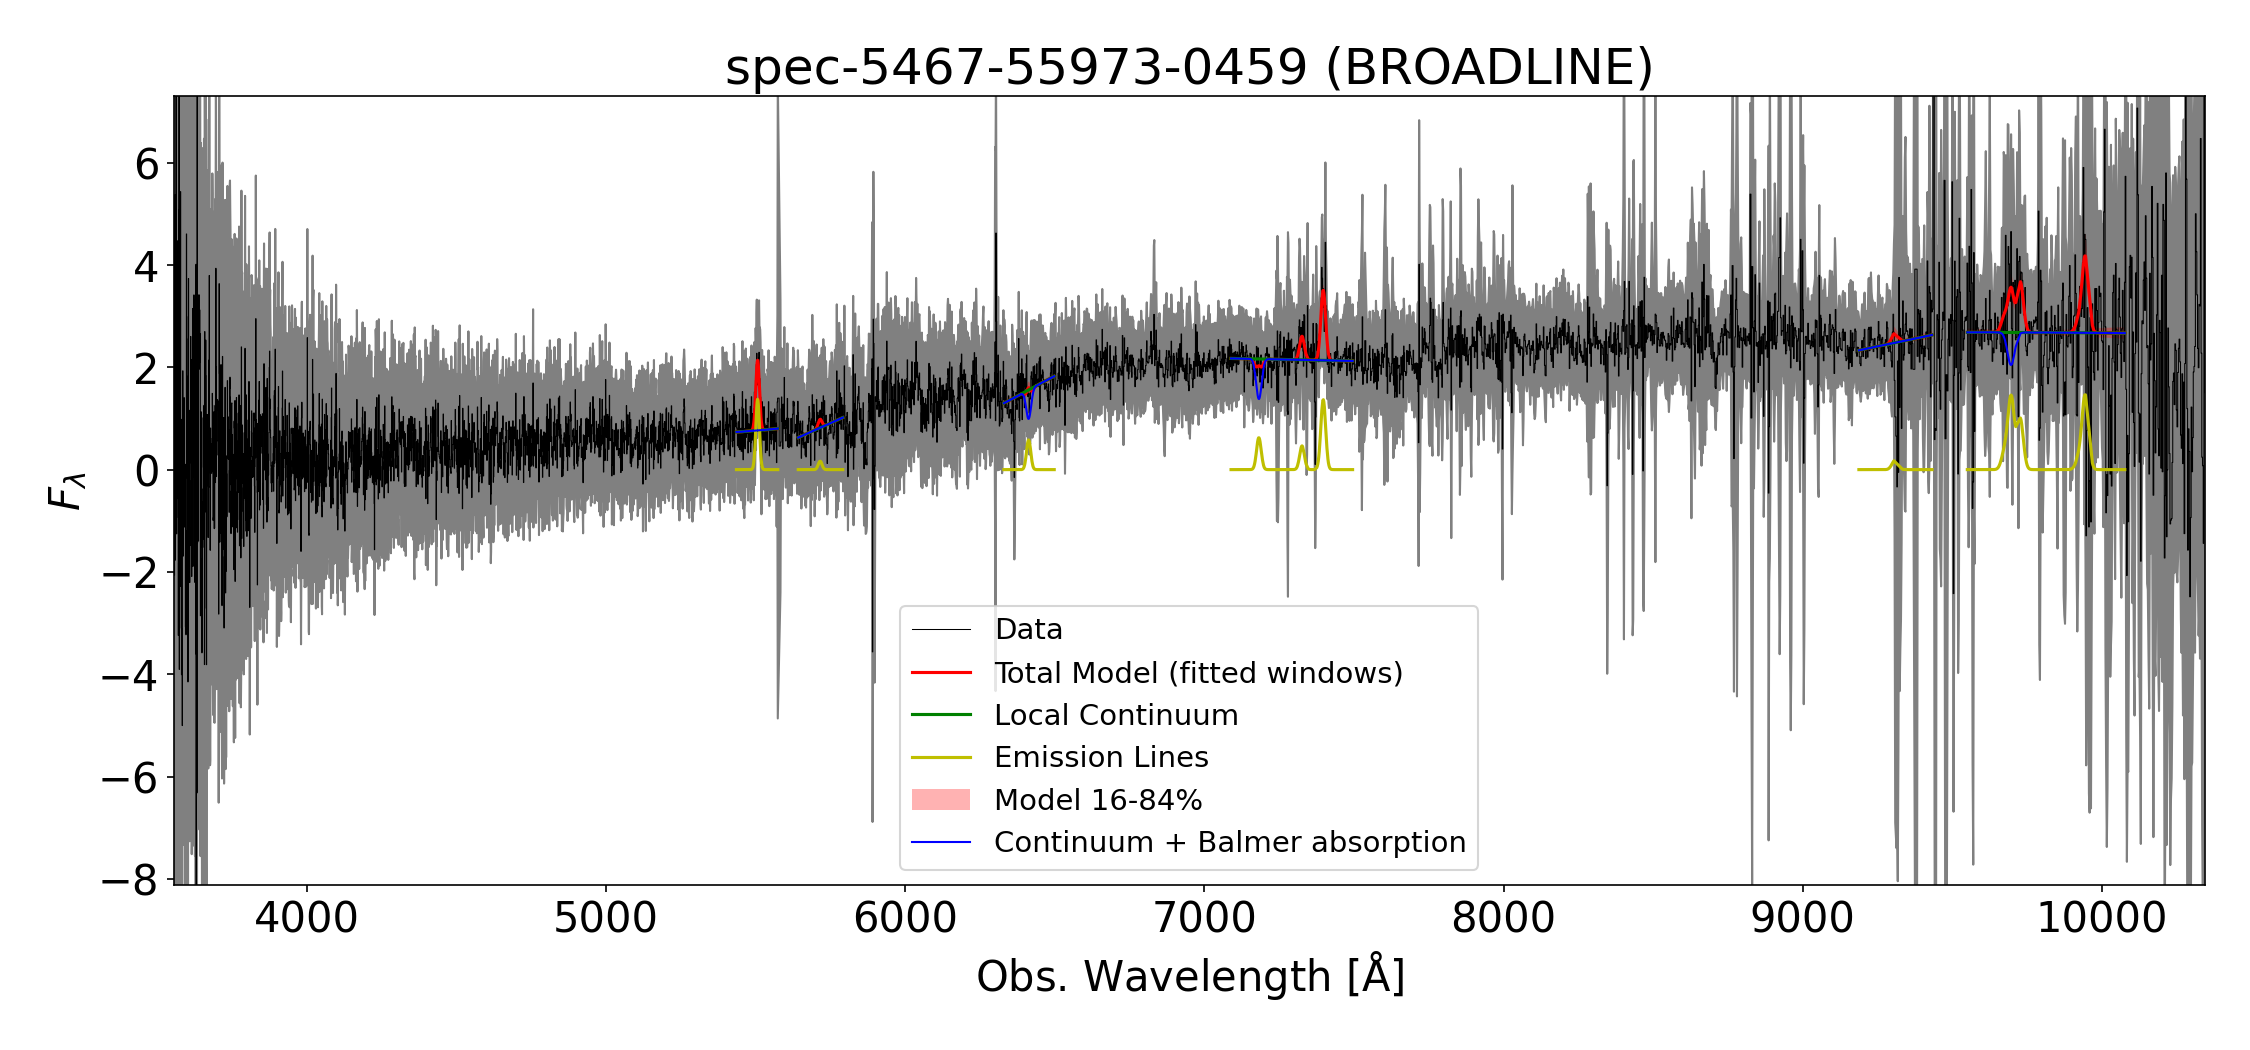 spec-5467-55973-0459 (BROADLINE)
6
4
2
0
−2
−4
−6
−8
Fλ
Data
Total Model (fitted windows)
Local Continuum
Emission Lines
Model 16-84%
Continuum + Balmer absorption
4000 5000 6000 7000 8000 9000 10000
Obs. Wavelength [Å]